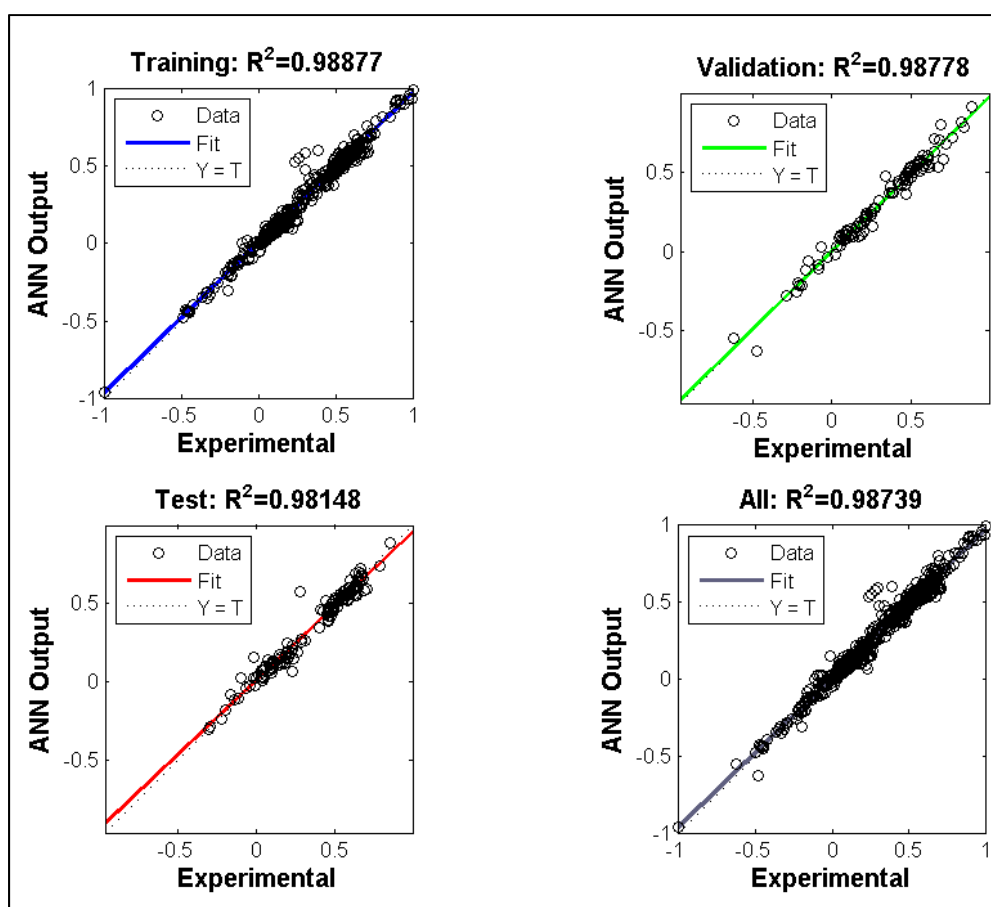 Training: R²=0.98877
1
0.5
0
-0.5
-1
-1 -0.5 0 0.5 1
Data
Fit
Y = T
ANN Output
Experimental
Validation: R²=0.98778
0.5
0
-0.5
-0.5 0 0.5
Data
Fit
Y = T
ANN Output
Experimental
Test: R²=0.98148
0.5
0
-0.5
-0.5 0 0.5
Data
Fit
Y = T
ANN Output
Experimental
All: R²=0.98739
1
0.5
0
-0.5
-1
-1 -0.5 0 0.5 1
Data
Fit
Y = T
ANN Output
Experimental